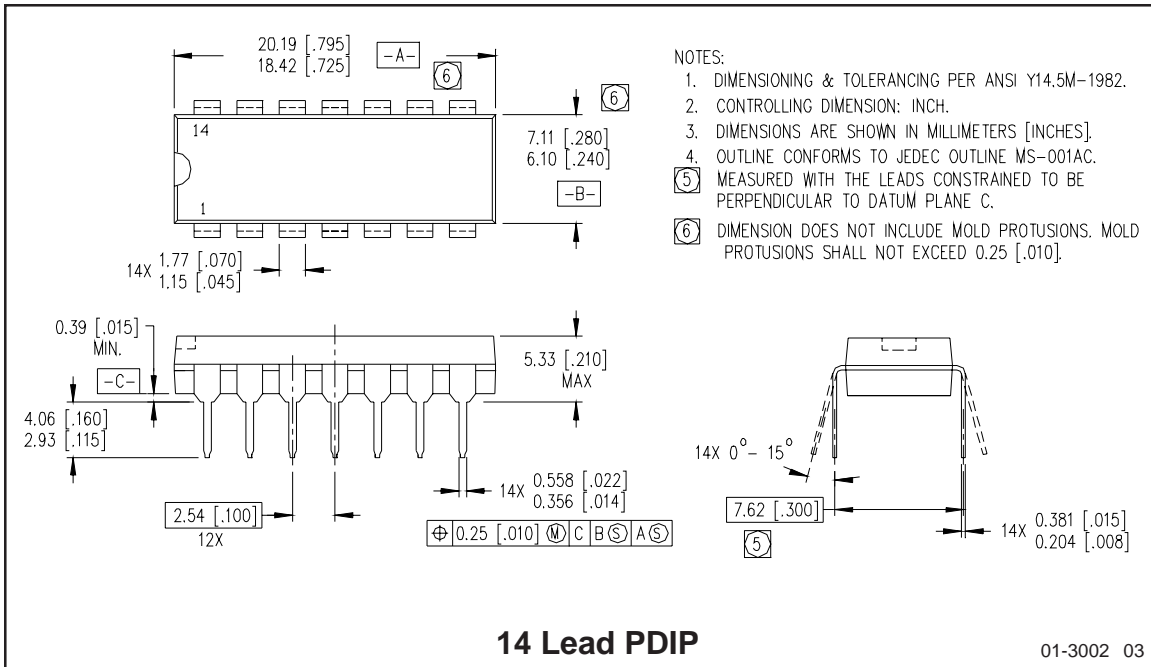 20.19 [.795]
18.42 [.725]
-A-
6
6
14
1
7.11 [.280]
6.10 [.240]
-B-
14X 1.77 [.070]
1.15 [.045]
NOTES:
1. DIMENSIONING & TOLERANCING PER ANSI Y14.5M-1982.
2. CONTROLLING DIMENSION: INCH.
3. DIMENSIONS ARE SHOWN IN MILLIMETERS [INCHES].
4. OUTLINE CONFORMS TO JEDEC OUTLINE MS-001AC.
5 MEASURED WITH THE LEADS CONSTRAINED TO BE
PERPENDICULAR TO DATUM PLANE C.
6 DIMENSION DOES NOT INCLUDE MOLD PROTUSIONS. MOLD
PROTUSIONS SHALL NOT EXCEED 0.25 [.010].
0.39 [.015]
MIN.
-C-
4.06 [.160]
2.93 [.115]
5.33 [.210]
MAX
2.54 [.100]
12X
14X 0.558 [.022]
0.356 [.014]
⌖ 0.25 [.010] Ⓜ C B Ⓢ A Ⓢ
14X 0°- 15°
7.62 [.300]
5
14X 0.381 [.015]
0.204 [.008]
14 Lead PDIP
01-3002 03